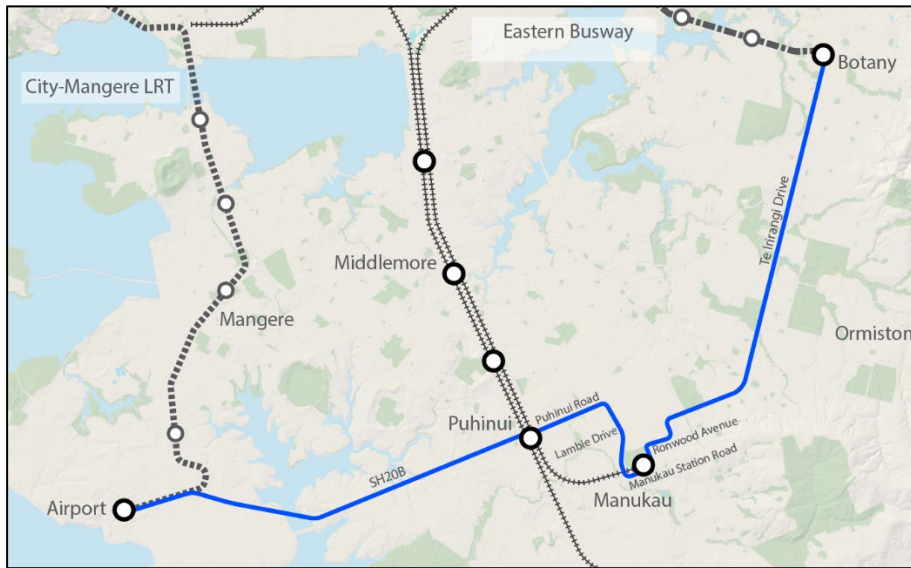 Eastern Busway
Botany
City-Mangere LRT
Te Irirangi Drive
Middlemore
Mangere
Ormiston
Puhinui Road
Puhinui
Lambie Drive
Ronwood Avenue
Manukau Station Road
SH20B
Manukau
Airport